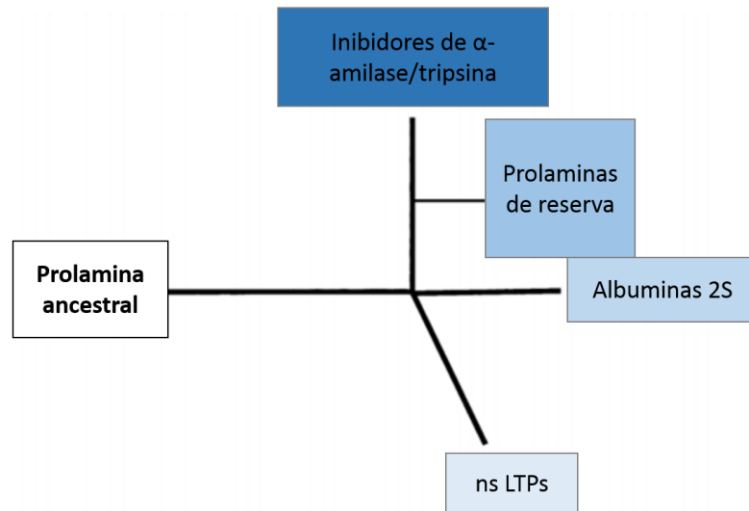 Inibidores de α-
amilase/tripsina
Prolaminas
de reserva
Prolamina
ancestral
Albuminas 2S
ns LTPs